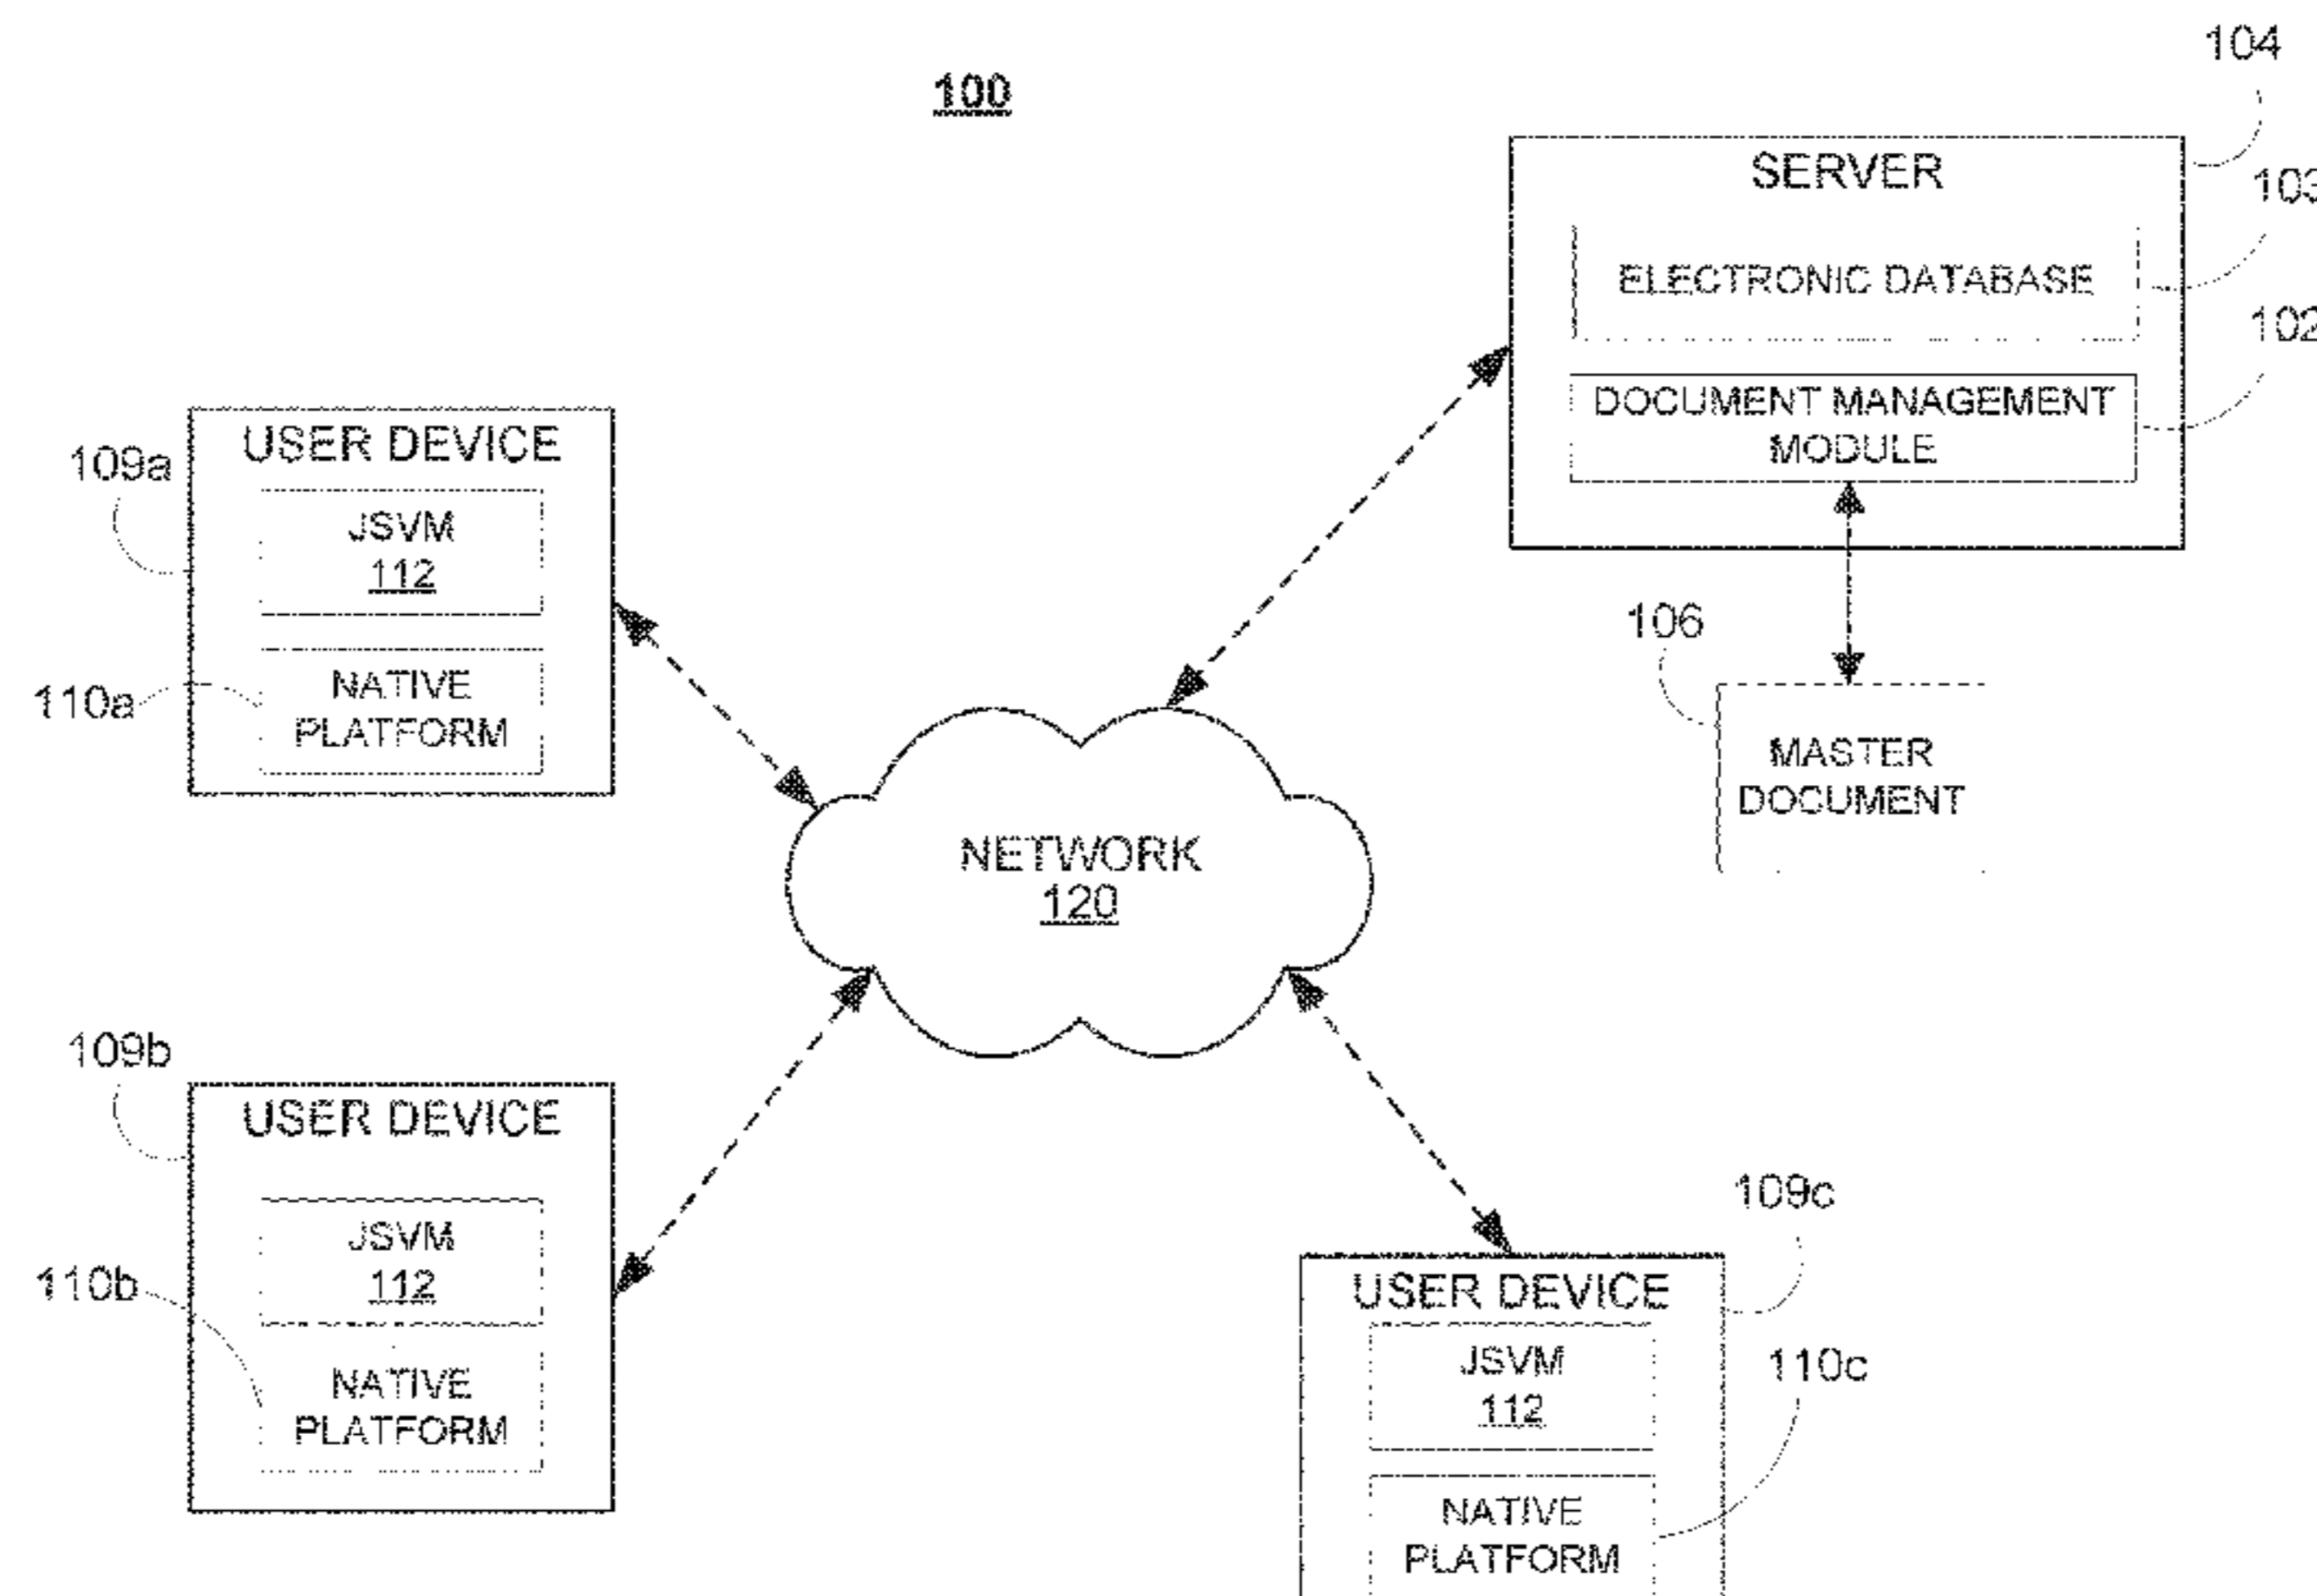 100
104
SERVER
103
ELECTRONIC DATABASE
102
DOCUMENT MANAGEMENT
MODULE
109a
USER DEVICE
JSVM
112
110a
NATIVE
PLATFORM
106
MASTER
DOCUMENT
NETWORK
120
109b
USER DEVICE
JSVM
112
110b
NATIVE
PLATFORM
109c
USER DEVICE
JSVM
112
110c
NATIVE
PLATFORM